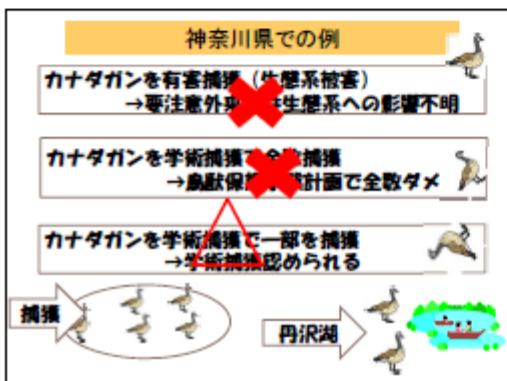 神奈川県での例
カナダガンを有害捕獲（生態系被害）
→要注意外来 生態系への影響不明
カナダガンを学術捕獲で全数捕獲
→鳥獣保護 計画で全数ダメ
カナダガンを学術捕獲で一部を捕獲
→学術捕獲認められる
捕獲
丹沢湖